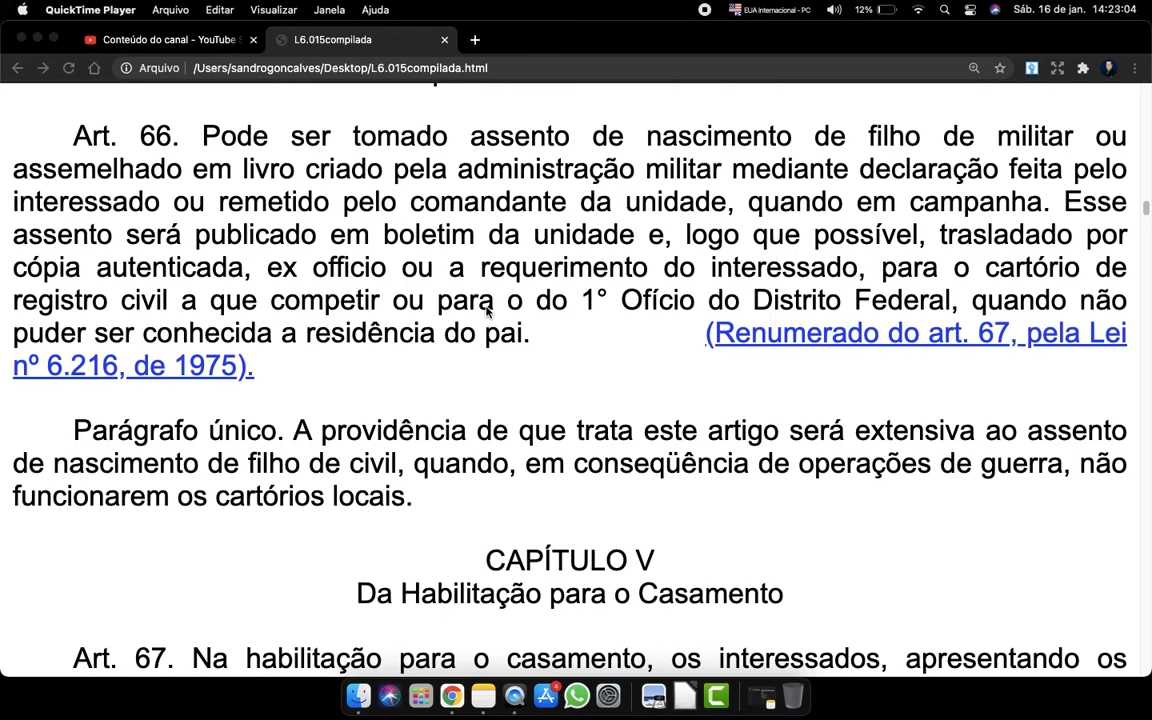 QuickTime Player Arquivo Editar Visualizar Janela Ajuda EUA Internacional - PC 12% Sáb. 16 de jan. 14:23:04
Conteúdo do canal - YouTube S L6.015compilada
Arquivo /Users/sandrogoncalves/Desktop/L6.015compilada.html
Art. 66. Pode ser tomado assento de nascimento de filho de militar ou
assemelhado em livro criado pela administração militar mediante declaração feita pelo
interessado ou remetido pelo comandante da unidade, quando em campanha. Esse
assento será publicado em boletim da unidade e, logo que possível, trasladado por
cópia autenticada, ex officio ou a requerimento do interessado, para o cartório de
registro civil a que competir ou para o do 1° Ofício do Distrito Federal, quando não
puder ser conhecida a residência do pai. (Renumerado do art. 67, pela Lei
nº 6.216, de 1975).
Parágrafo único. A providência de que trata este artigo será extensiva ao assento
de nascimento de filho de civil, quando, em conseqüência de operações de guerra, não
funcionarem os cartórios locais.
CAPÍTULO V
Da Habilitação para o Casamento
Art. 67. Na habilitação para o casamento, os interessados, apresentando os
4